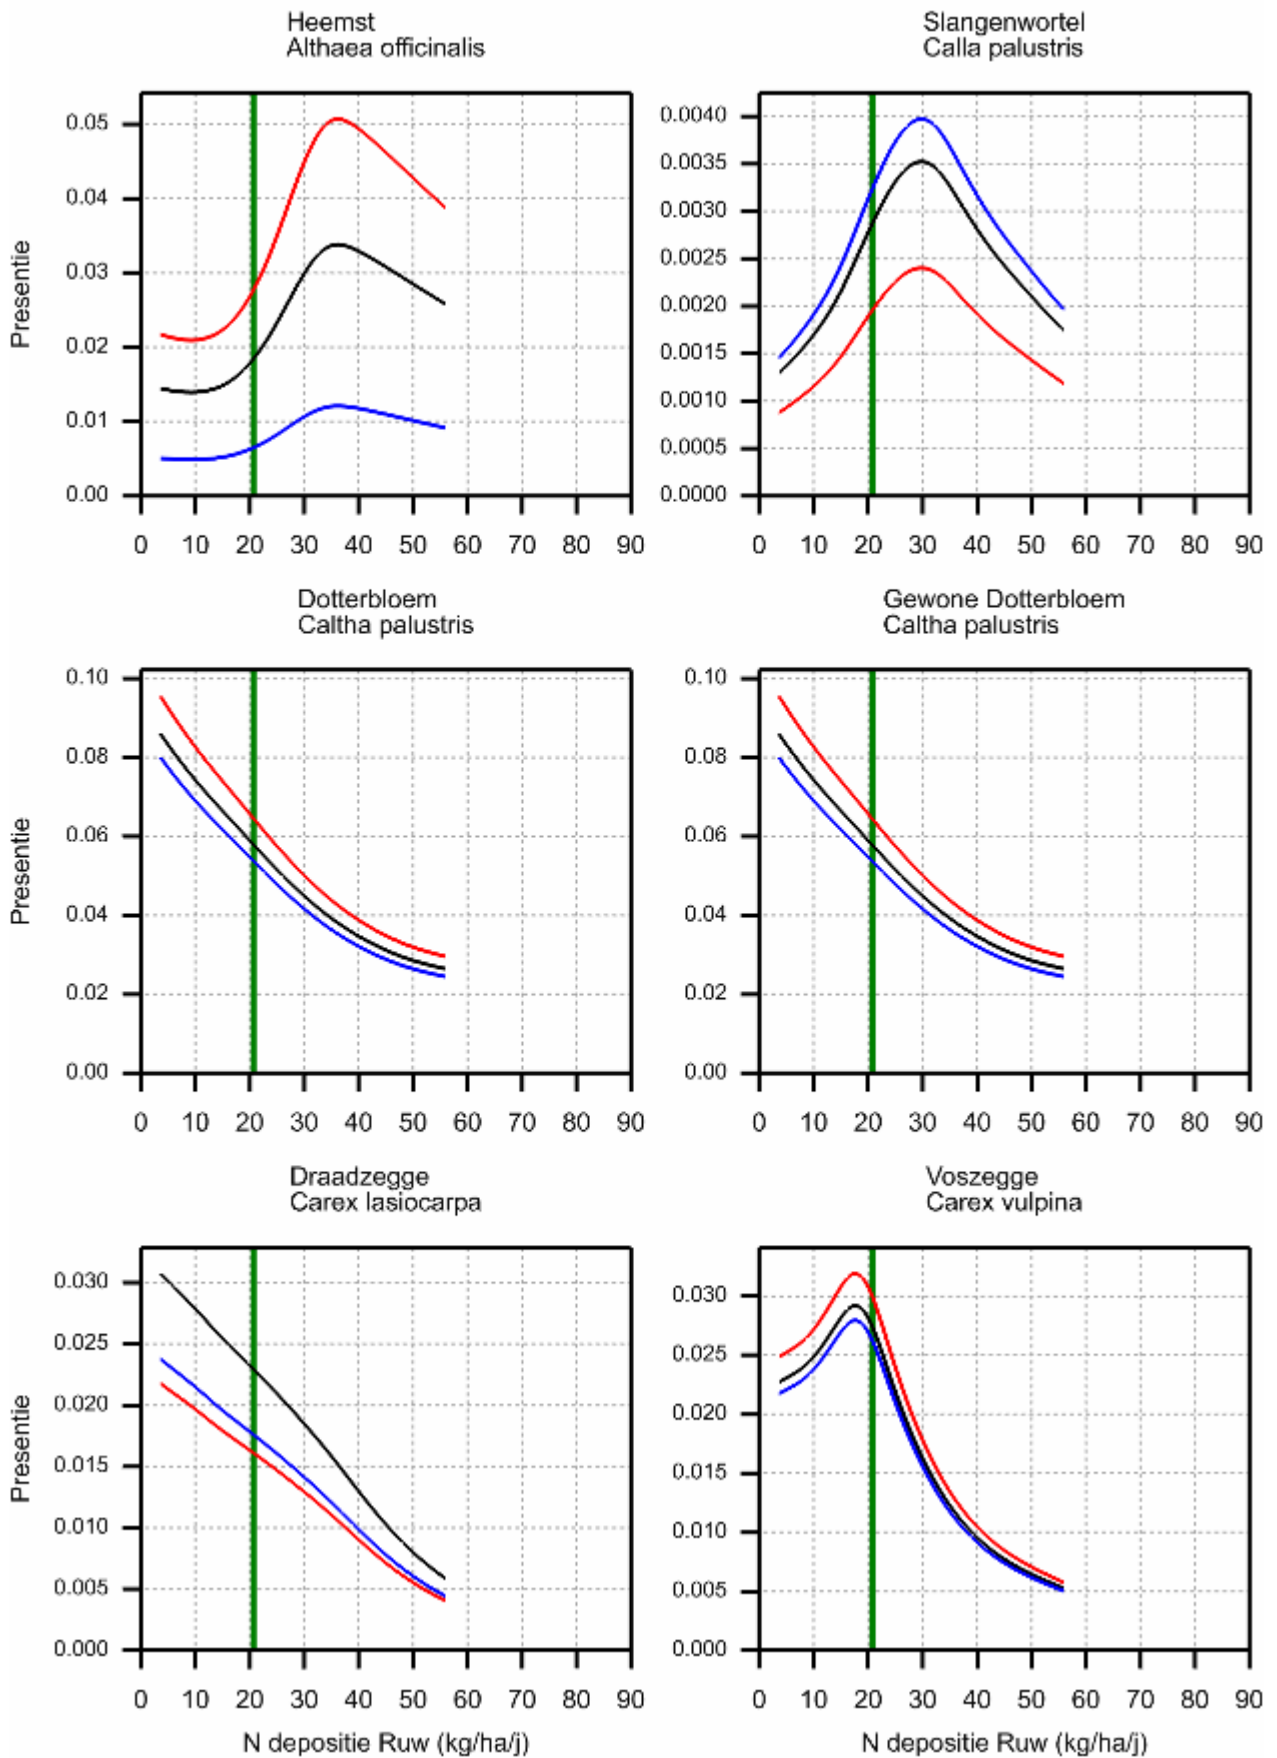 Heemst
Althaea officinalis
Slangenwortel
Calla palustris
Presentie
0.05
0.04
0.03
0.02
0.01
0.00
0 10 20 30 40 50 60 70 80 90
0.0040
0.0035
0.0030
0.0025
0.0020
0.0015
0.0010
0.0005
0.0000
0 10 20 30 40 50 60 70 80 90
Dotterbloem
Caltha palustris
Gewone Dotterbloem
Caltha palustris
Presentie
0.10
0.08
0.06
0.04
0.02
0.00
0 10 20 30 40 50 60 70 80 90
0.10
0.08
0.06
0.04
0.02
0.00
0 10 20 30 40 50 60 70 80 90
Draadzegge
Carex lasiocarpa
Voszegge
Carex vulpina
Presentie
0.030
0.025
0.020
0.015
0.010
0.005
0.000
0 10 20 30 40 50 60 70 80 90
N depositie Ruw (kg/ha/j)
0.030
0.025
0.020
0.015
0.010
0.005
0.000
0 10 20 30 40 50 60 70 80 90
N depositie Ruw (kg/ha/j)